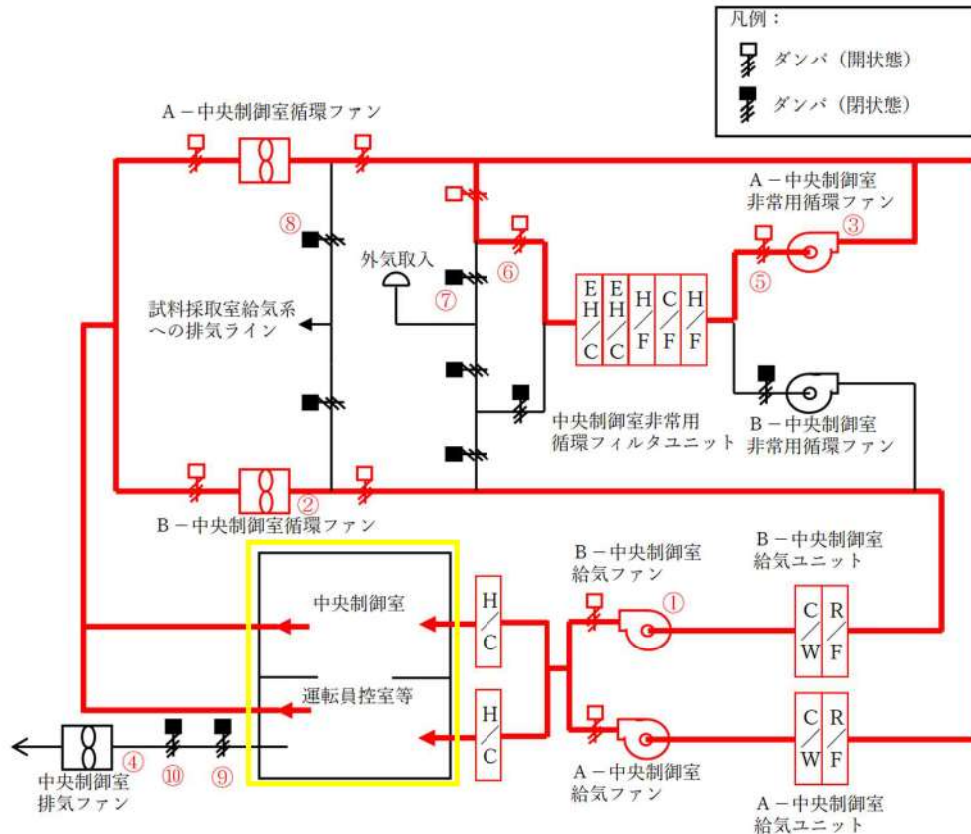 凡例：
ダンパ（開状態）
ダンパ（閉状態）
A－中央制御室循環ファン
A－中央制御室
非常用循環ファン
③
⑧
外気取入
⑥
⑤
⑦
試料採取室給気系
への排気ライン
EH/C
EH/C
H/F
C/F
H/F
中央制御室非常用
循環フィルタユニット
B－中央制御室
非常用循環ファン
②
B－中央制御室循環ファン
B－中央制御室
給気ファン
B－中央制御室
給気ユニット
中央制御室
H/C
①
C/W
R/F
運転員控室等
H/C
C/W
R/F
④
⑩
⑨
中央制御室
排気ファン
A－中央制御室
給気ファン
A－中央制御室
給気ユニット